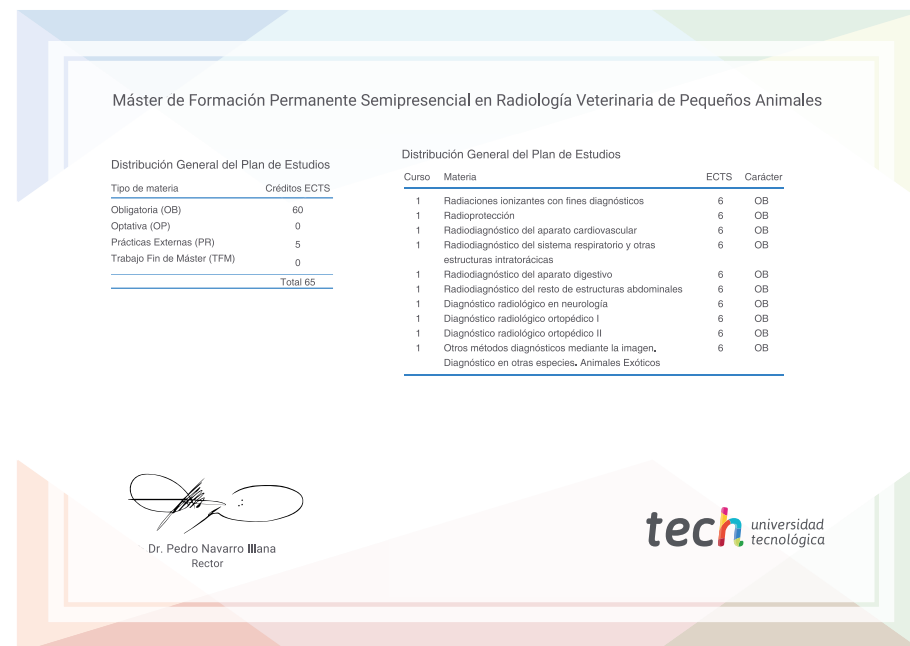 Máster de Formación Permanente Semipresencial en Radiología Veterinaria de Pequeños Animales
Distribución General del Plan de Estudios
Tipo de materia Créditos ECTS
Obligatoria (OB) 60
Optativa (OP) 0
Prácticas Externas (PR) 5
Trabajo Fin de Máster (TFM) 0
Total 65
Distribución General del Plan de Estudios
Curso Materia ECTS Carácter
1 Radiaciones ionizantes con fines diagnósticos 6 OB
1 Radioprotección 6 OB
1 Radiodiagnóstico del aparato cardiovascular 6 OB
1 Radiodiagnóstico del sistema respiratorio y otras 6 OB
estructuras intratorácicas
1 Radiodiagnóstico del aparato digestivo 6 OB
1 Radiodiagnóstico del resto de estructuras abdominales 6 OB
1 Diagnóstico radiológico en neurología 6 OB
1 Diagnóstico radiológico ortopédico I 6 OB
1 Diagnóstico radiológico ortopédico II 6 OB
1 Otros métodos diagnósticos mediante la imagen. 6 OB
Diagnóstico en otras especies. Animales Exóticos
Dr. Pedro Navarro Illana
Rector
tech universidad
tecnológica